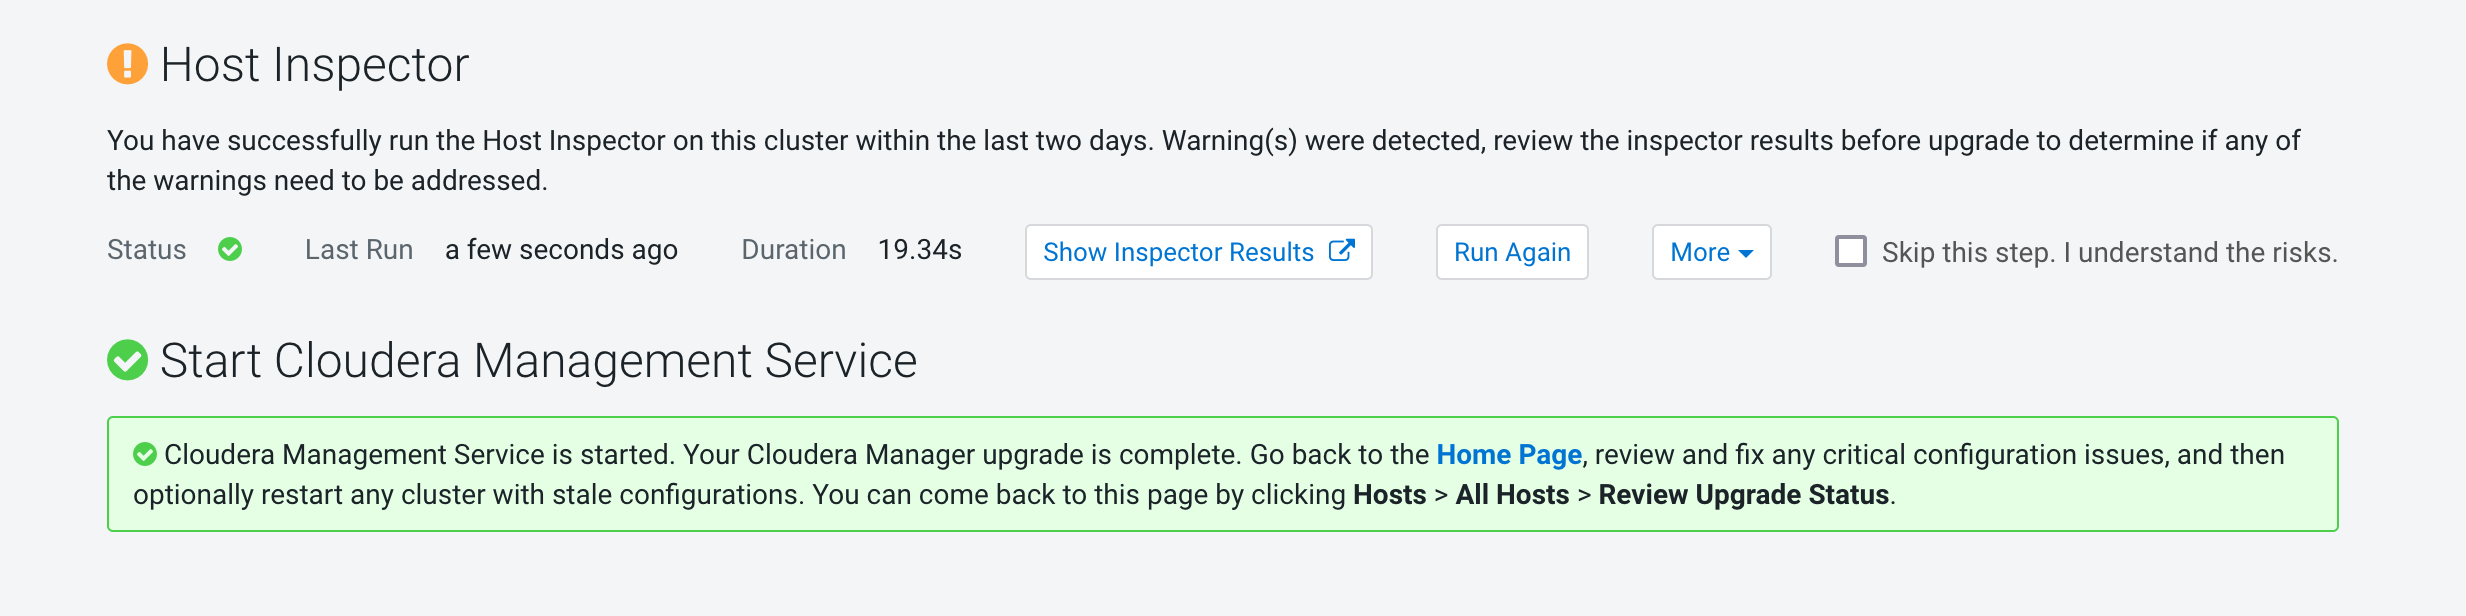 Host Inspector
You have successfully run the Host Inspector on this cluster within the last two days. Warning(s) were detected, review the inspector results before upgrade to determine if any of
the warnings need to be addressed.
Status Last Run a few seconds ago Duration 19.34s Show Inspector Results Run Again More Skip this step. I understand the risks.
Start Cloudera Management Service
Cloudera Management Service is started. Your Cloudera Manager upgrade is complete. Go back to the Home Page, review and fix any critical configuration issues, and then
optionally restart any cluster with stale configurations. You can come back to this page by clicking Hosts > All Hosts > Review Upgrade Status.